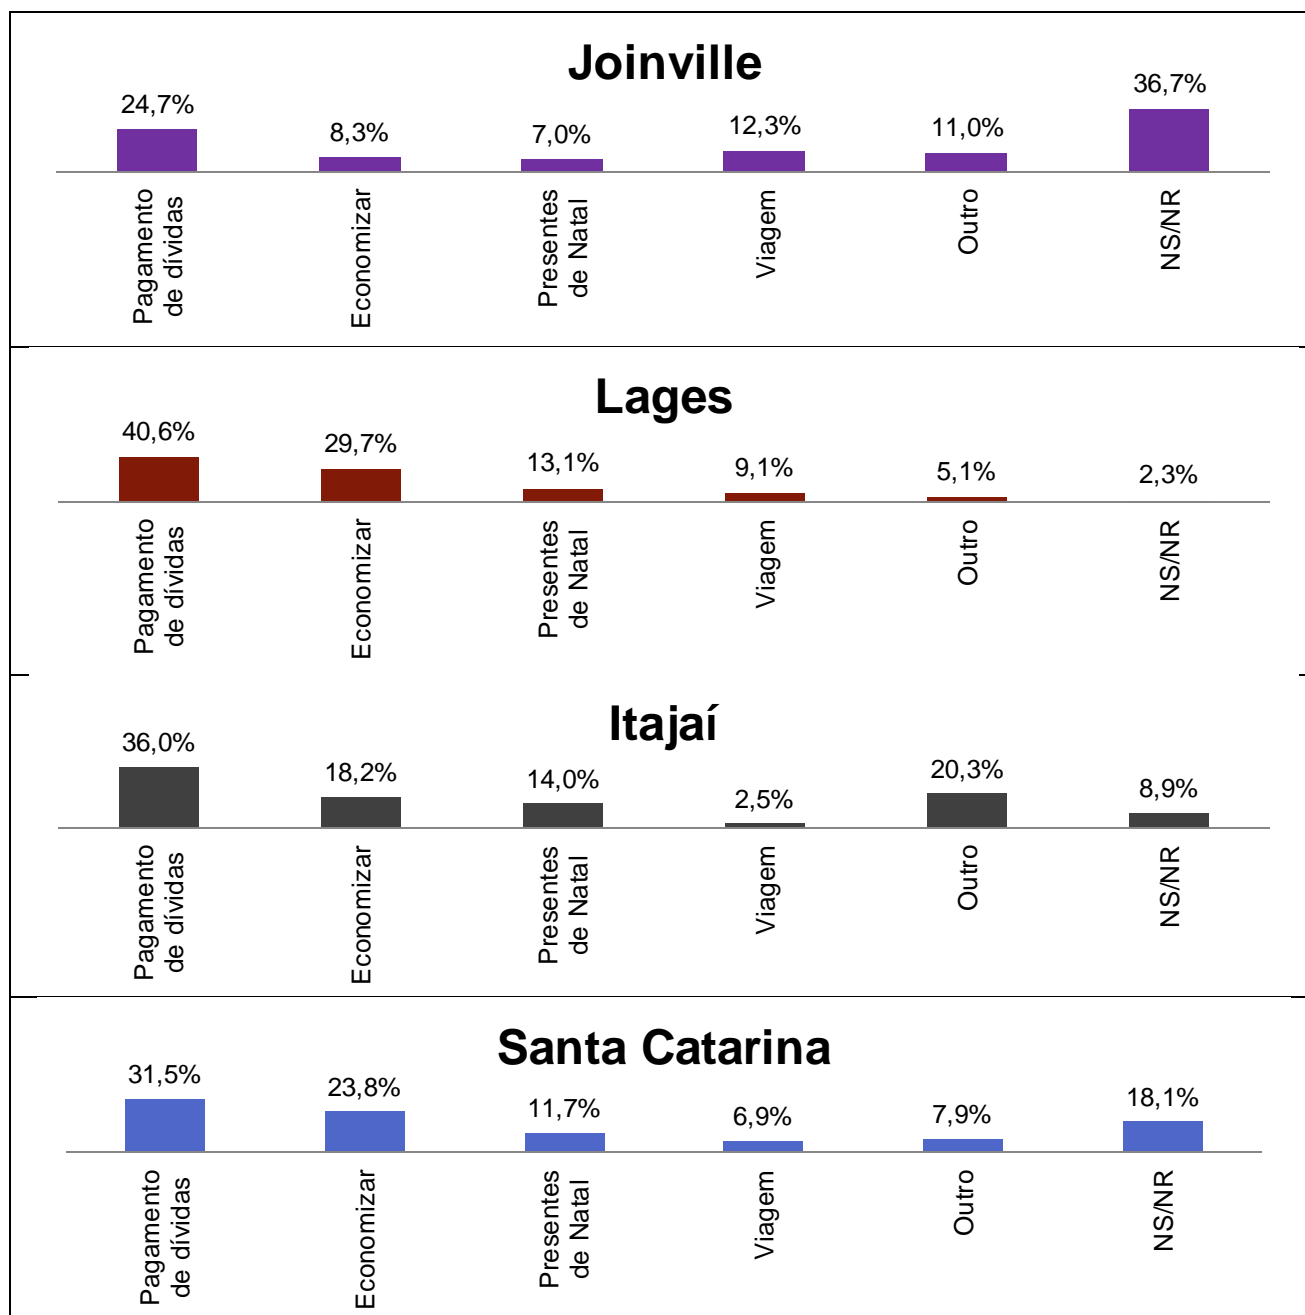 Joinville
24,7%
8,3%
7,0%
12,3%
11,0%
36,7%
Pagamento
de dívidas
Economizar
Presentes
de Natal
Viagem
Outro
NS/NR
Lages
40,6%
29,7%
13,1%
9,1%
5,1%
2,3%
Pagamento
de dívidas
Economizar
Presentes
de Natal
Viagem
Outro
NS/NR
Itajaí
36,0%
18,2%
14,0%
2,5%
20,3%
8,9%
Pagamento
de dívidas
Economizar
Presentes
de Natal
Viagem
Outro
NS/NR
Santa Catarina
31,5%
23,8%
11,7%
6,9%
7,9%
18,1%
Pagamento
de dívidas
Economizar
Presentes
de Natal
Viagem
Outro
NS/NR